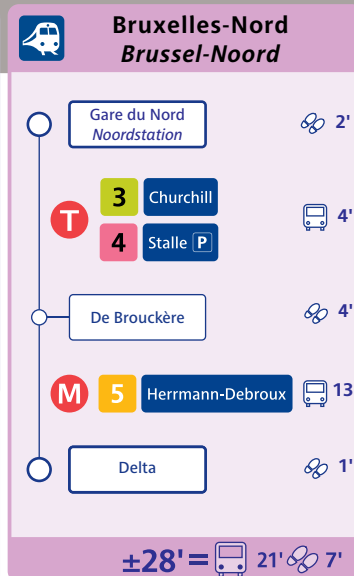 Bruxelles-Nord
Brussel-Noord
Gare du Nord
Noordstation
2'
T
3 Churchill
4 Stalle P
4'
De Brouckère
4'
M 5 Herrmann-Debroux
13
Delta
1'
±28' = 21' 7'